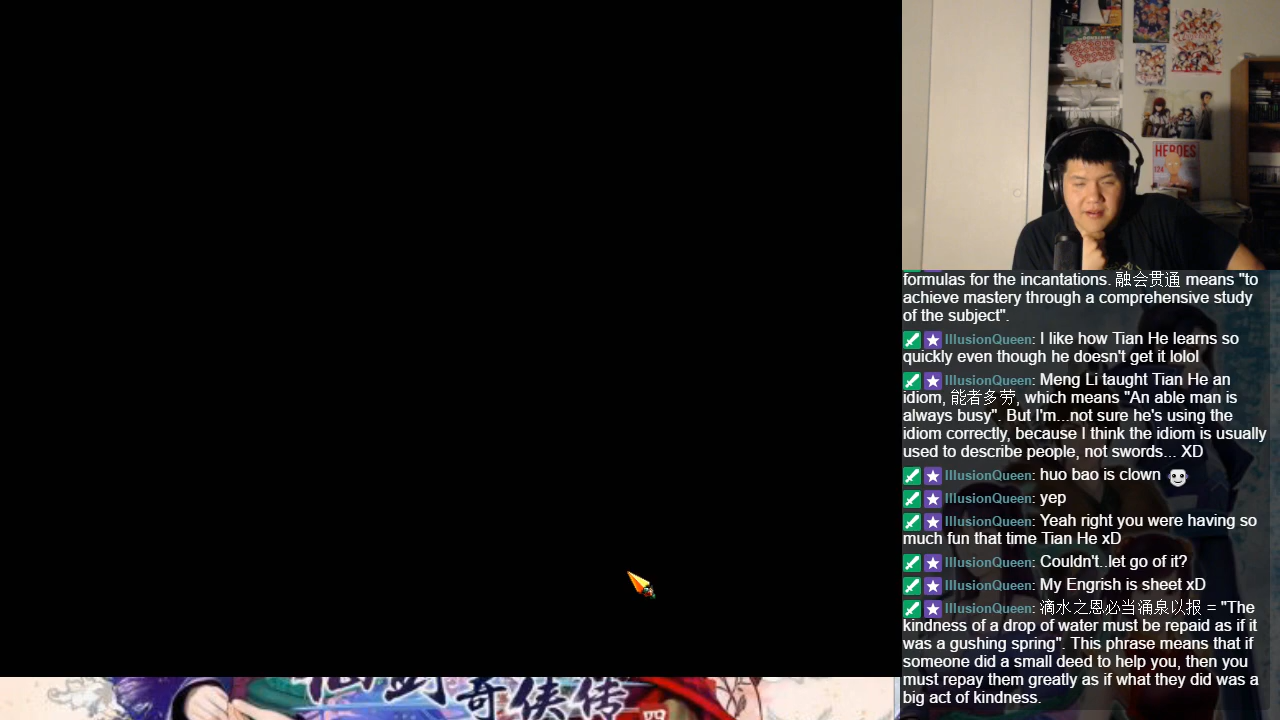 HEROES
formulas for the incantations. 融会贯通 means "to
achieve mastery through a comprehensive study
of the subject".
IllusionQueen: I like how Tian He learns so
quickly even though he doesn't get it lolol
IllusionQueen: Meng Li taught Tian He an
idiom, 能者多劳, which means "An able man is
always busy". But I'm...not sure he's using the
idiom correctly, because I think the idiom is usually
used to describe people, not swords... XD
IllusionQueen: huo bao is clown
IllusionQueen: yep
IllusionQueen: Yeah right you were having so
much fun that time Tian He xD
IllusionQueen: Couldn't..let go of it?
IllusionQueen: My Engrish is sheet xD
IllusionQueen: 滴水之恩必当涌泉以报 = "The
kindness of a drop of water must be repaid as if it
was a gushing spring". This phrase means that if
someone did a small deed to help you, then you
must repay them greatly as if what they did was a
big act of kindness.
仙剑奇侠传四